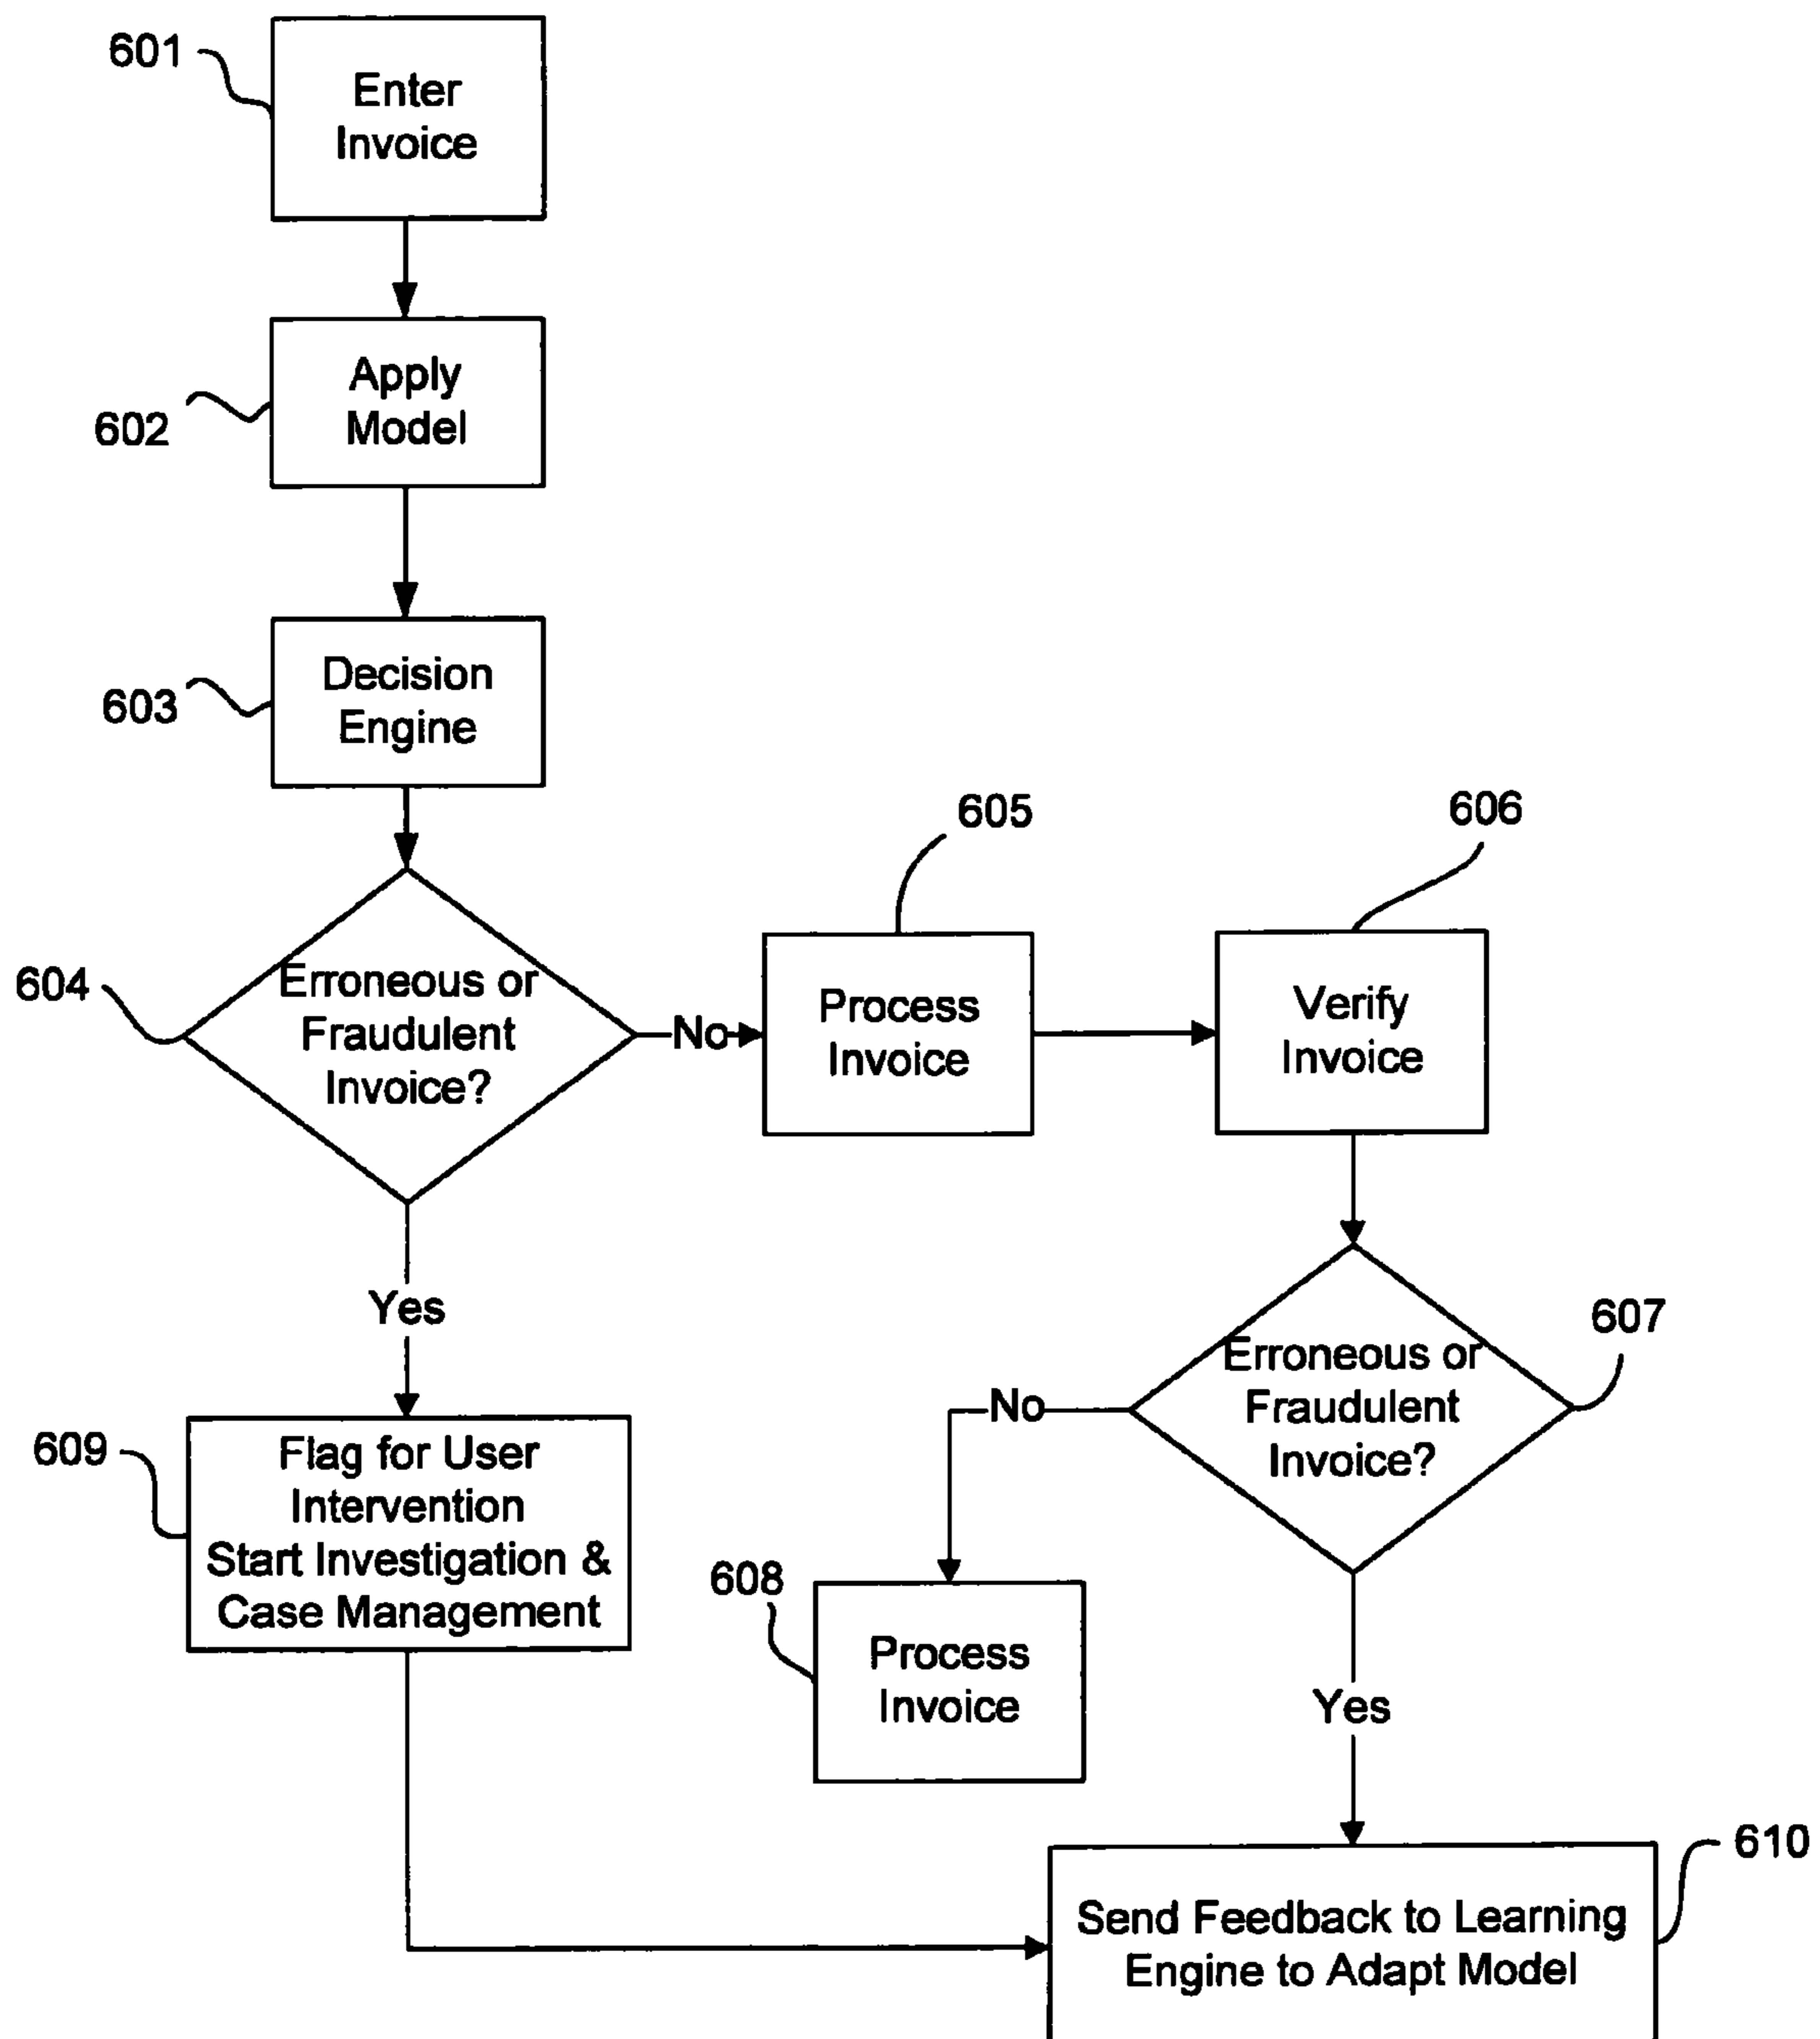 601
Enter
Invoice
602
Apply
Model
603
Decision
Engine
604
Erroneous or
Fraudulent
Invoice?
No
605
Process
Invoice
606
Verify
Invoice
607
Erroneous or
Fraudulent
Invoice?
No
608
Process
Invoice
Yes
609
Flag for User
Intervention
Start Investigation &
Case Management
Yes
610
Send Feedback to Learning
Engine to Adapt Model